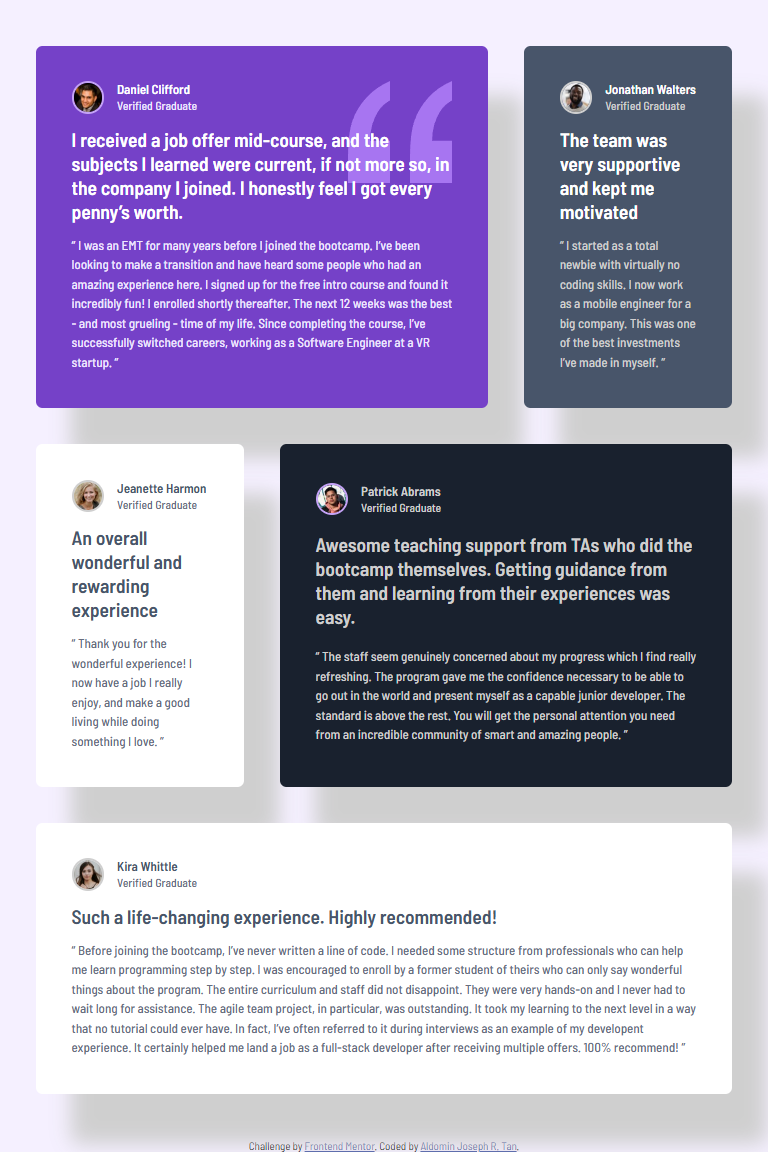 Daniel Clifford
Verified Graduate
I received a job offer mid-course, and the
subjects I learned were current, if not more so, in
the company I joined. I honestly feel I got every
penny’s worth.
“ I was an EMT for many years before I joined the bootcamp. I’ve been
looking to make a transition and have heard some people who had an
amazing experience here. I signed up for the free intro course and found it
incredibly fun! I enrolled shortly thereafter. The next 12 weeks was the best
- and most grueling - time of my life. Since completing the course, I’ve
successfully switched careers, working as a Software Engineer at a VR
startup. ”
Jonathan Walters
Verified Graduate
The team was
very supportive
and kept me
motivated
“ I started as a total
newbie with virtually no
coding skills. I now work
as a mobile engineer for a
big company. This was one
of the best investments
I’ve made in myself. ”
Jeanette Harmon
Verified Graduate
An overall
wonderful and
rewarding
experience
“ Thank you for the
wonderful experience! I
now have a job I really
enjoy, and make a good
living while doing
something I love. ”
Patrick Abrams
Verified Graduate
Awesome teaching support from TAs who did the
bootcamp themselves. Getting guidance from
them and learning from their experiences was
easy.
“ The staff seem genuinely concerned about my progress which I find really
refreshing. The program gave me the confidence necessary to be able to
go out in the world and present myself as a capable junior developer. The
standard is above the rest. You will get the personal attention you need
from an incredible community of smart and amazing people. ”
Kira Whittle
Verified Graduate
Such a life-changing experience. Highly recommended!
“ Before joining the bootcamp, I’ve never written a line of code. I needed some structure from professionals who can help
me learn programming step by step. I was encouraged to enroll by a former student of theirs who can only say wonderful
things about the program. The entire curriculum and staff did not disappoint. They were very hands-on and I never had to
wait long for assistance. The agile team project, in particular, was outstanding. It took my learning to the next level in a way
that no tutorial could ever have. In fact, I’ve often referred to it during interviews as an example of my developent
experience. It certainly helped me land a job as a full-stack developer after receiving multiple offers. 100% recommend! ”
Challenge by Frontend Mentor. Coded by Aldomin Joseph R. Tan.